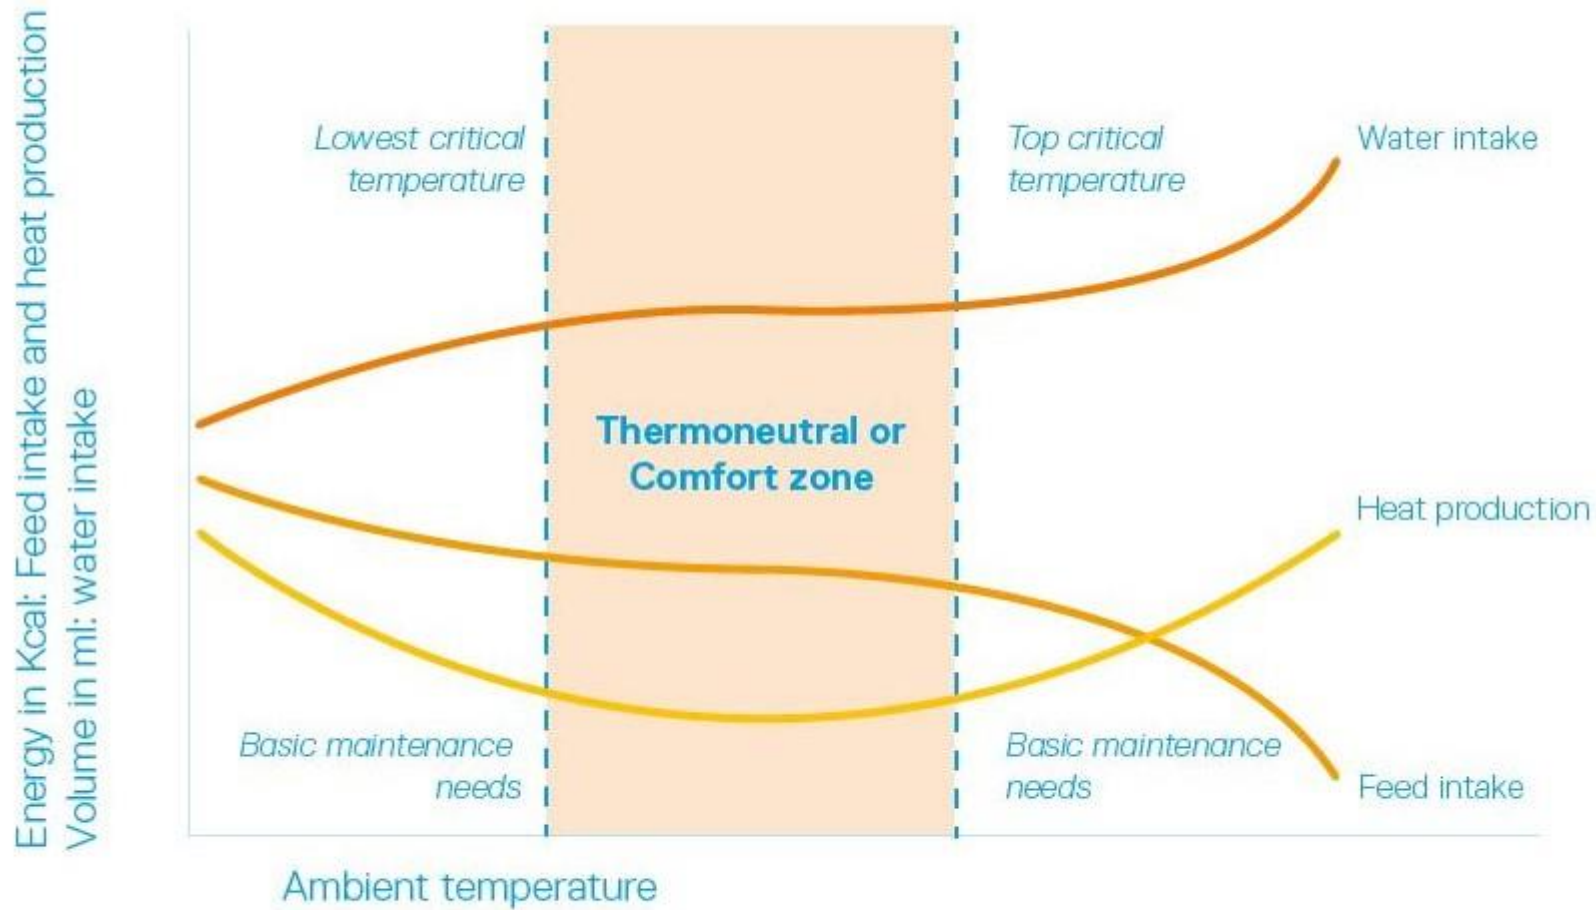 Energy in Kcal: Feed intake and heat production
Volume in ml: water intake
Lowest critical
temperature
Top critical
temperature
Water intake
Thermoneutral or
Comfort zone
Heat production
Basic maintenance
needs
Basic maintenance
needs
Feed intake
Ambient temperature